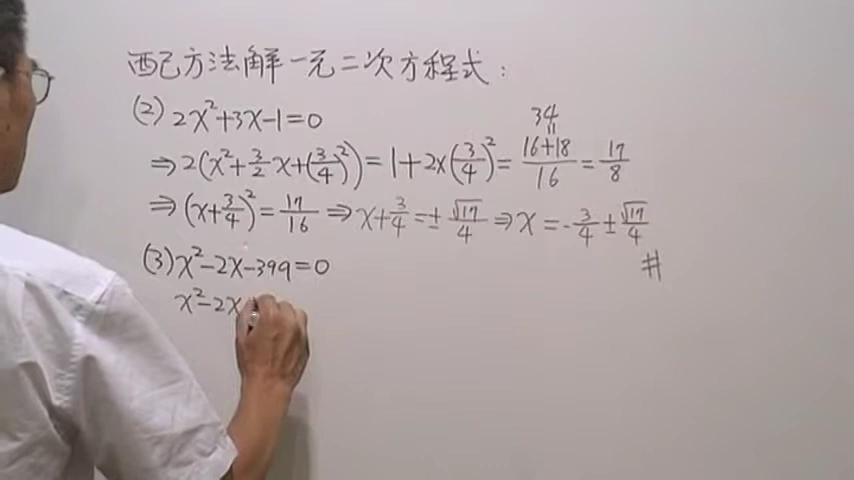 配方法解一元二次方程式：
(2) 2x²+3x-1=0
34
⇒ 2(x²+3/2x+(3/4)²)=1+2x(3/4)²=16+18/16=17/8
⇒ (x+3/4)²=17/16 ⇒ x+3/4=±√17/4 ⇒ x=-3/4±√17/4
#
(3) x²-2x-399=0
x²-2x